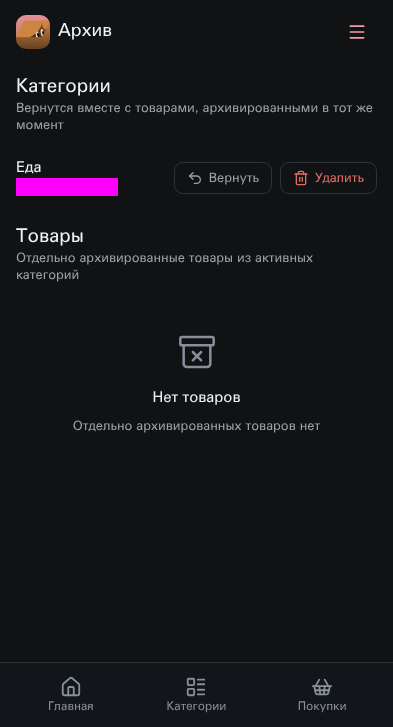 Архив
Категории
Вернутся вместе с товарами, архивированными в тот же
момент
Еда
Вернуть
Удалить
Товары
Отдельно архивированные товары из активных
категорий
Нет товаров
Отдельно архивированных товаров нет
Главная
Категории
Покупки